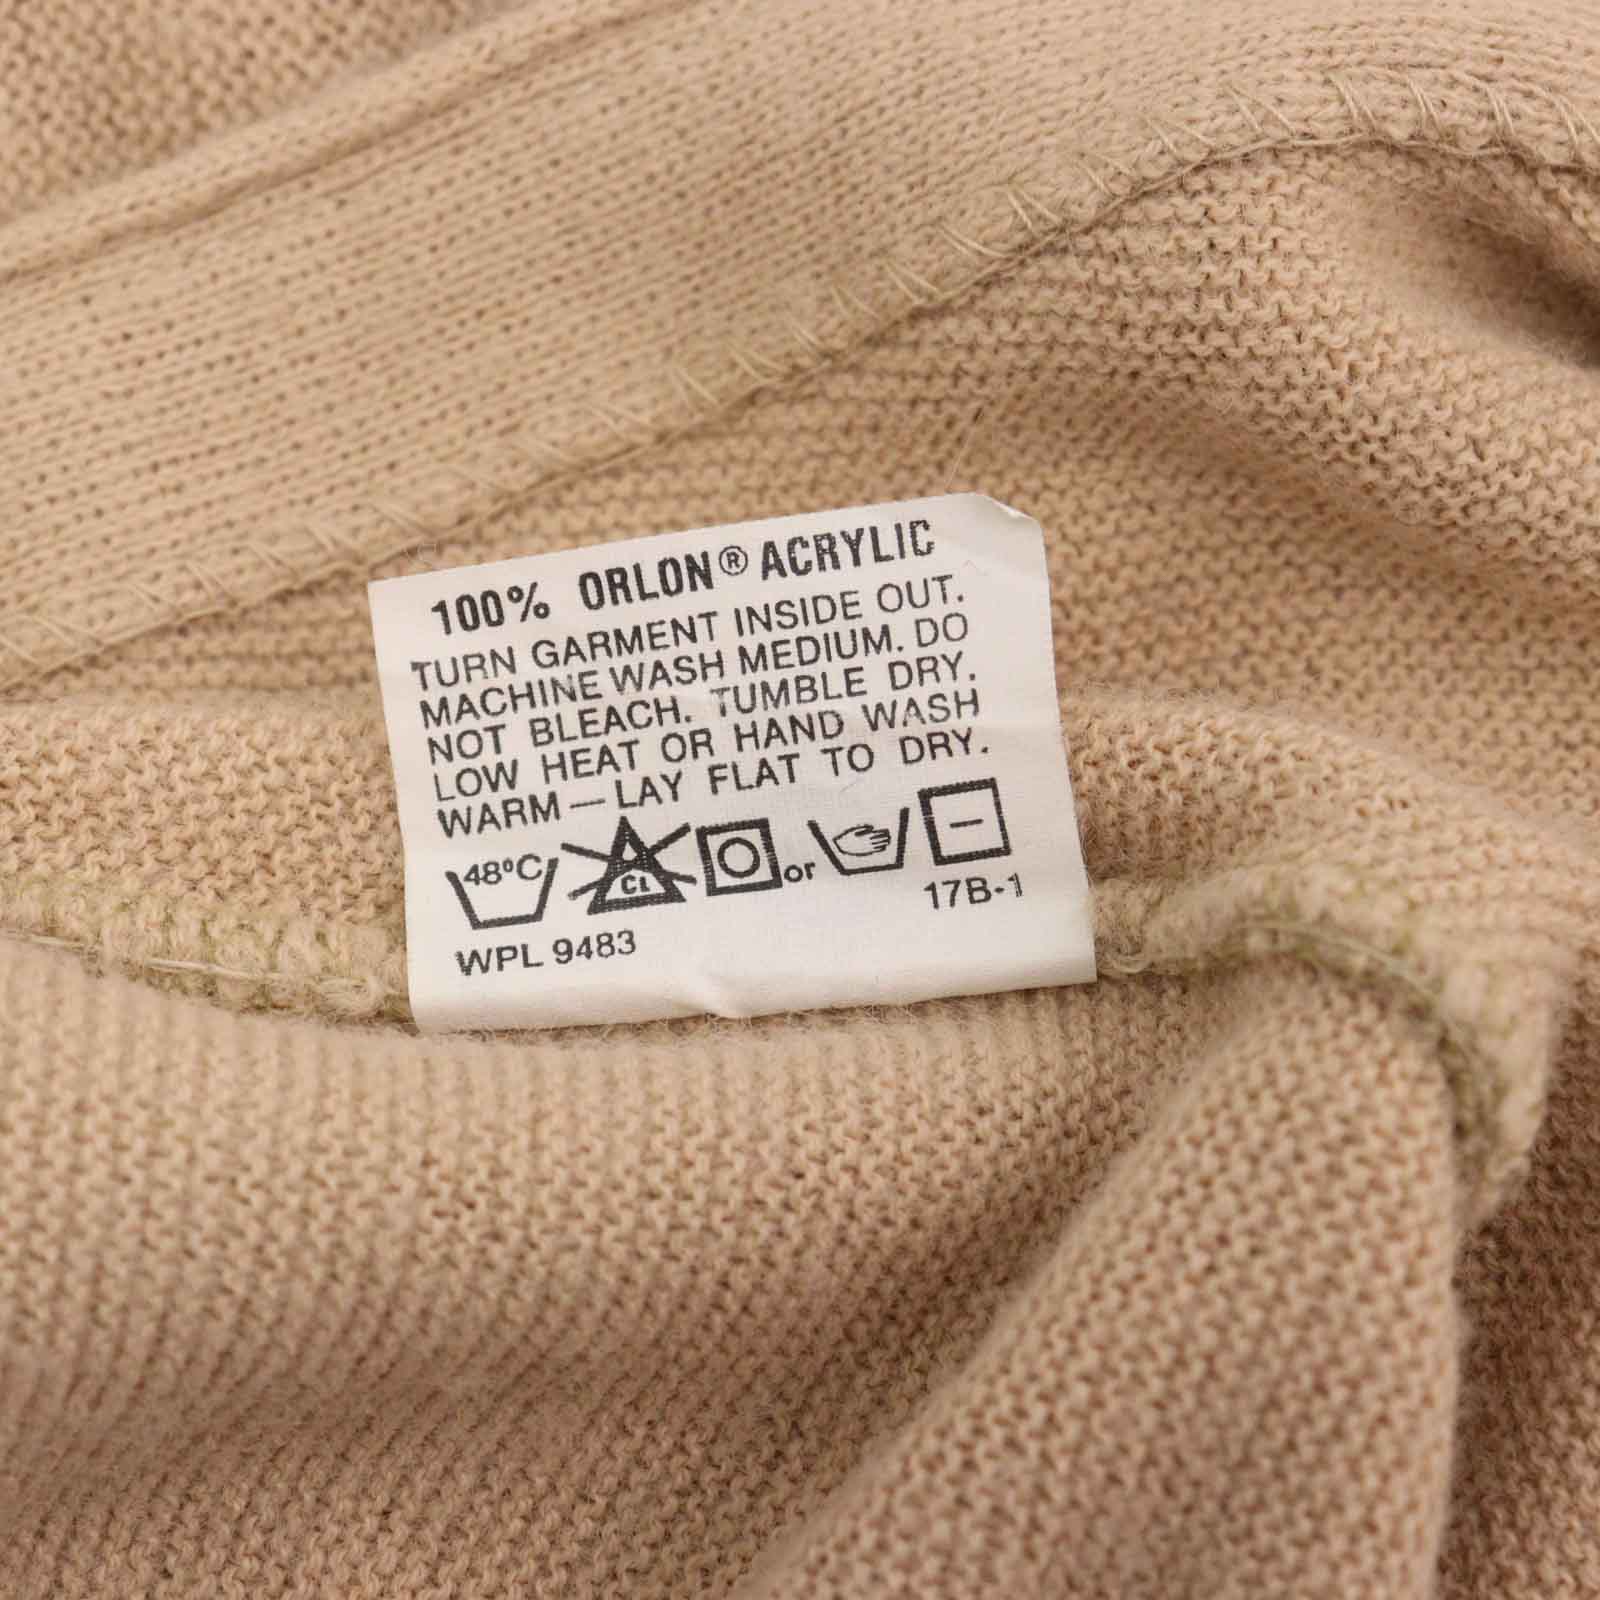 100% ORLON® ACRYLIC
TURN GARMENT INSIDE OUT.
MACHINE WASH MEDIUM. DO
NOT BLEACH. TUMBLE DRY.
LOW HEAT OR HAND WASH
WARM — LAY FLAT TO DRY.
48°C CL or
17B-1
WPL 9483